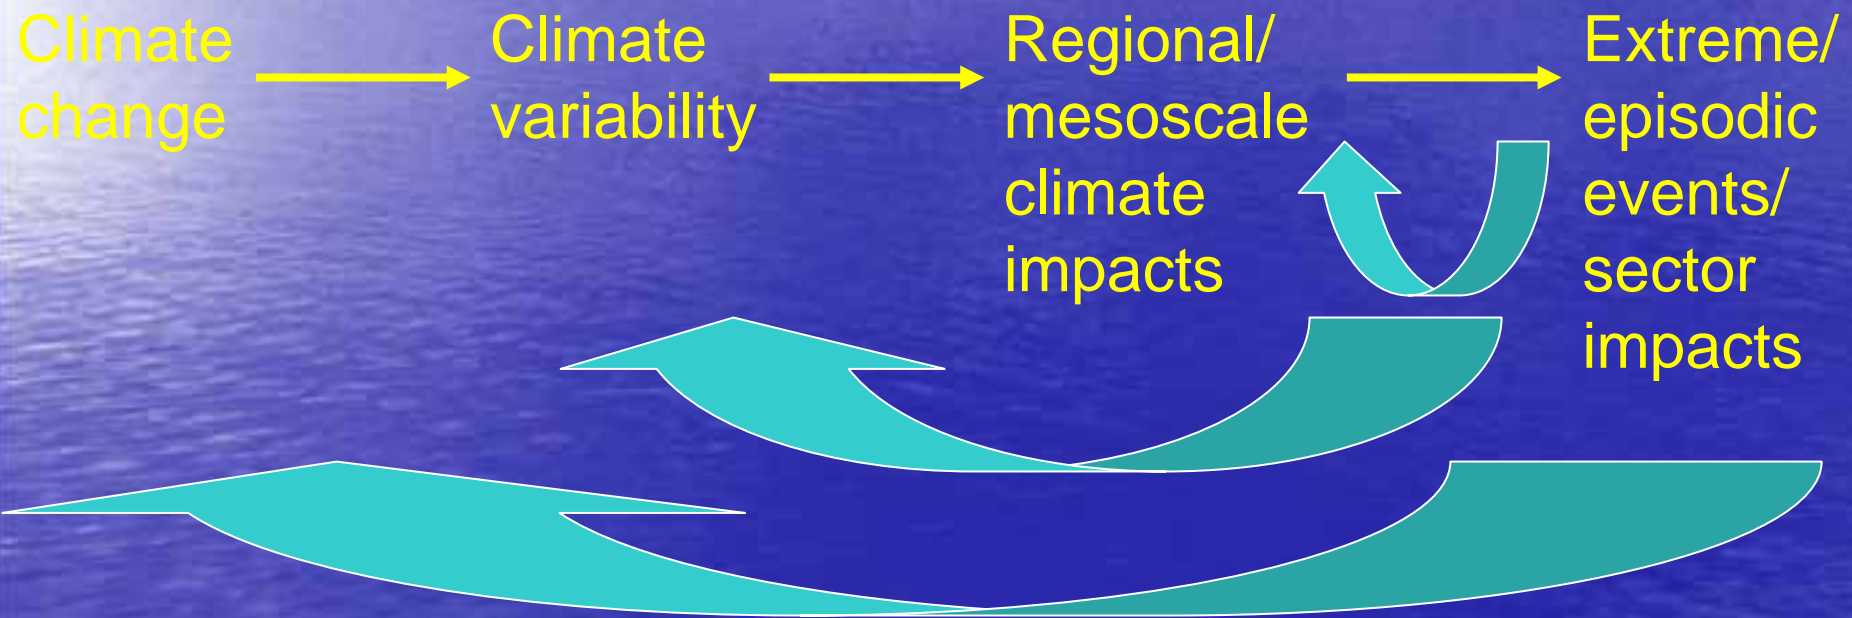 Climate
change
Climate
variability
Regional/
mesoscale
climate
impacts
Extreme/
episodic
events/
sector
impacts